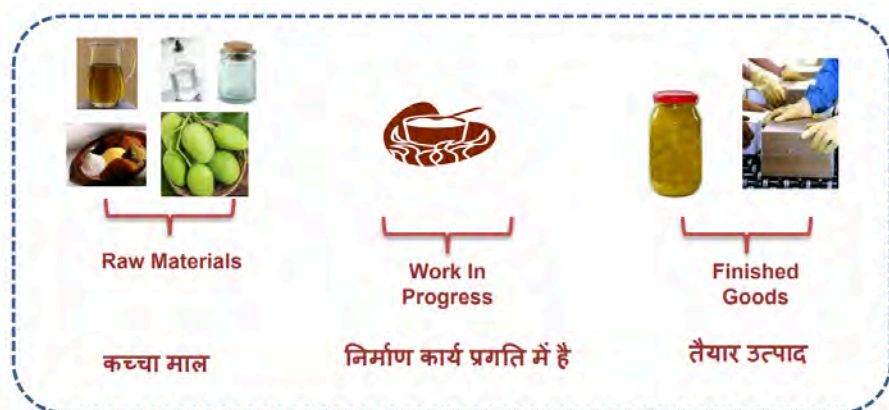 Raw Materials
Work In
Progress
Finished
Goods
कच्चा माल
निर्माण कार्य प्रगति में है
तैयार उत्पाद